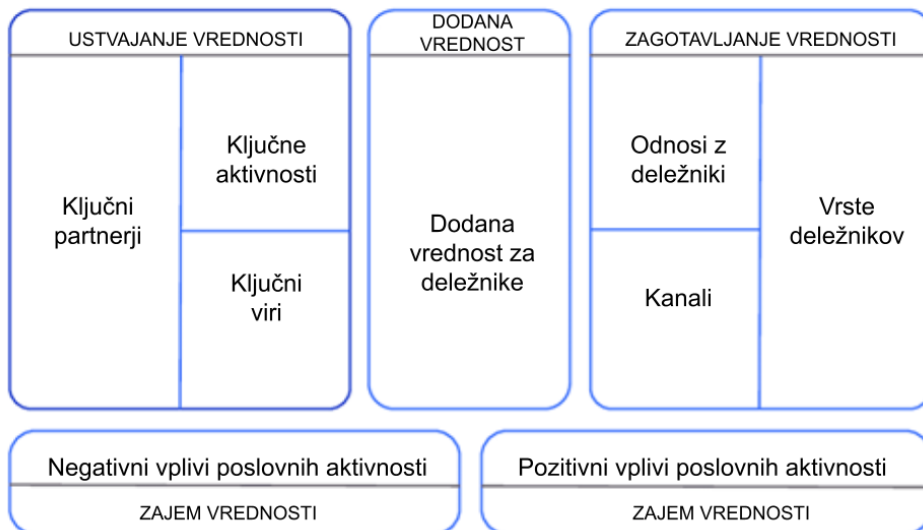 USTVAJANJE VREDNOSTI
Ključni
partnerji
Ključne
aktivnosti
Ključni
viri
DODANA
VREDNOST
Dodana
vrednost za
deležnike
ZAGOTAVLJANJE VREDNOSTI
Odnosi z
deležniki
Kanali
Vrste
deležnikov
Negativni vplivi poslovnih aktivnosti
ZAJEM VREDNOSTI
Pozitivni vplivi poslovnih aktivnosti
ZAJEM VREDNOSTI